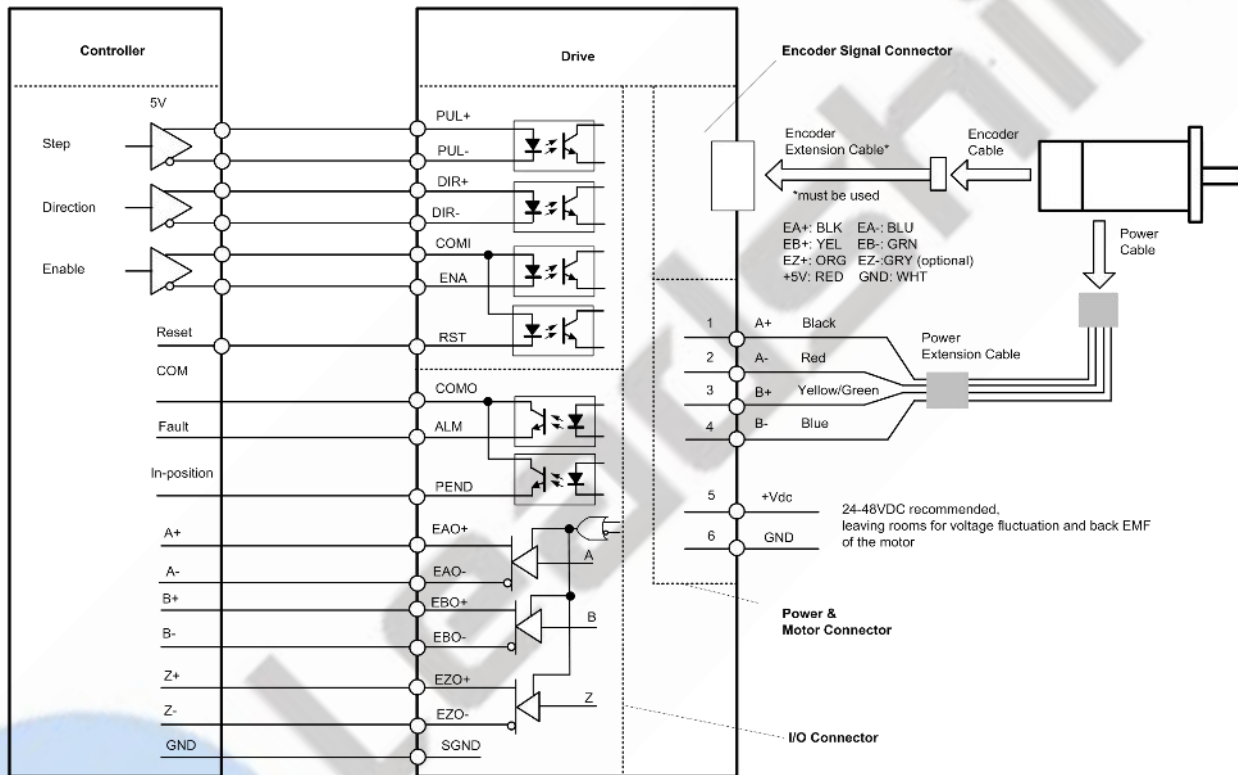 Controller
5V
Step
Direction
Enable
Reset
COM
Fault
In-position
A+
A-
B+
B-
Z+
Z-
GND
Drive
PUL+
PUL-
DIR+
DIR-
COMI
ENA
RST
COMO
ALM
PEND
EAO+
EAO-
EBO+
EBO-
EZO+
EZO-
SGND
A
B
Z
Encoder Signal Connector
Encoder
Extension Cable*
Encoder
Cable
*must be used
EA+: BLK EA-: BLU
EB+: YEL EB-: GRN
EZ+: ORG EZ-:GRY (optional)
+5V: RED GND: WHT
Power
Cable
1 A+ Black
2 A- Red
3 B+ Yellow/Green
4 B- Blue
Power
Extension Cable
5 +Vdc
6 GND
24-48VDC recommended,
leaving rooms for voltage fluctuation and back EMF
of the motor
Power &
Motor Connector
I/O Connector
Leadshine